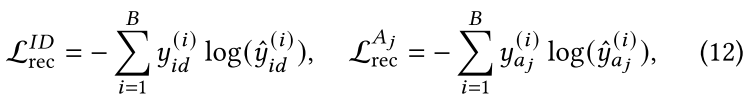 $\mathcal{L}_{\text{rec}}^{ID} = -\sum_{i=1}^{B} y_{id}^{(i)} \log(\hat{y}_{id}^{(i)}), \quad \mathcal{L}_{\text{rec}}^{A_j} = -\sum_{i=1}^{B} y_{a_j}^{(i)} \log(\hat{y}_{a_j}^{(i)}), \quad (12)$